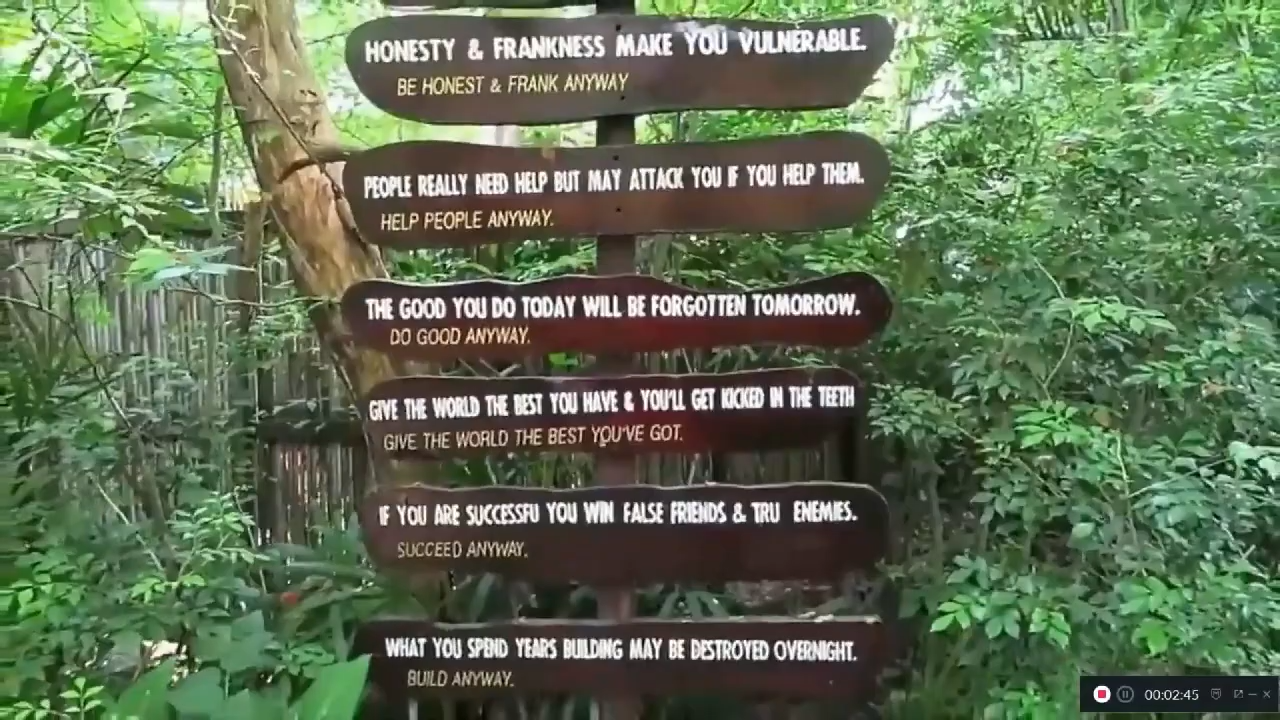 HONESTY & FRANKNESS MAKE YOU VULNERABLE.
BE HONEST & FRANK ANYWAY
PEOPLE REALLY NEED HELP BUT MAY ATTACK YOU IF YOU HELP THEM.
HELP PEOPLE ANYWAY.
THE GOOD YOU DO TODAY WILL BE FORGOTTEN TOMORROW.
DO GOOD ANYWAY.
GIVE THE WORLD THE BEST YOU HAVE & YOU'LL GET KICKED IN THE TEETH
GIVE THE WORLD THE BEST YOU'VE GOT.
IF YOU ARE SUCCESSFU YOU WIN FALSE FRIENDS & TRU ENEMIES.
SUCCEED ANYWAY.
WHAT YOU SPEND YEARS BUILDING MAY BE DESTROYED OVERNIGHT.
BUILD ANYWAY.
00:02:45